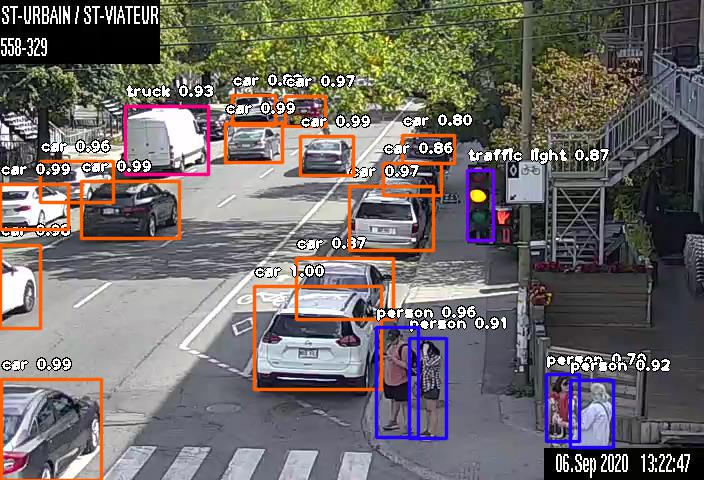 ST-URBAIN / ST-VIATEUR
558-329
truck 0.93
car 0.97
car 0.99
car 0.99
car 0.80
car 0.96
car 0.86
traffic light 0.87
car 0.99
car 0.99
car 0.97
car 0.87
car 1.00
person 0.96
person 0.91
car 0.99
person 0.92
06.Sep 2020 13:22:47